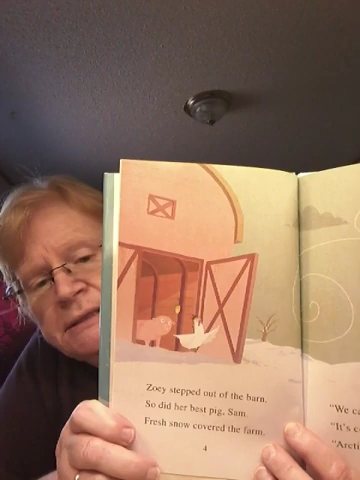 Zoey stepped out of the barn.
So did her best pig, Sam.
Fresh snow covered the farm.
4
"We ca
"It's c
"Arcti